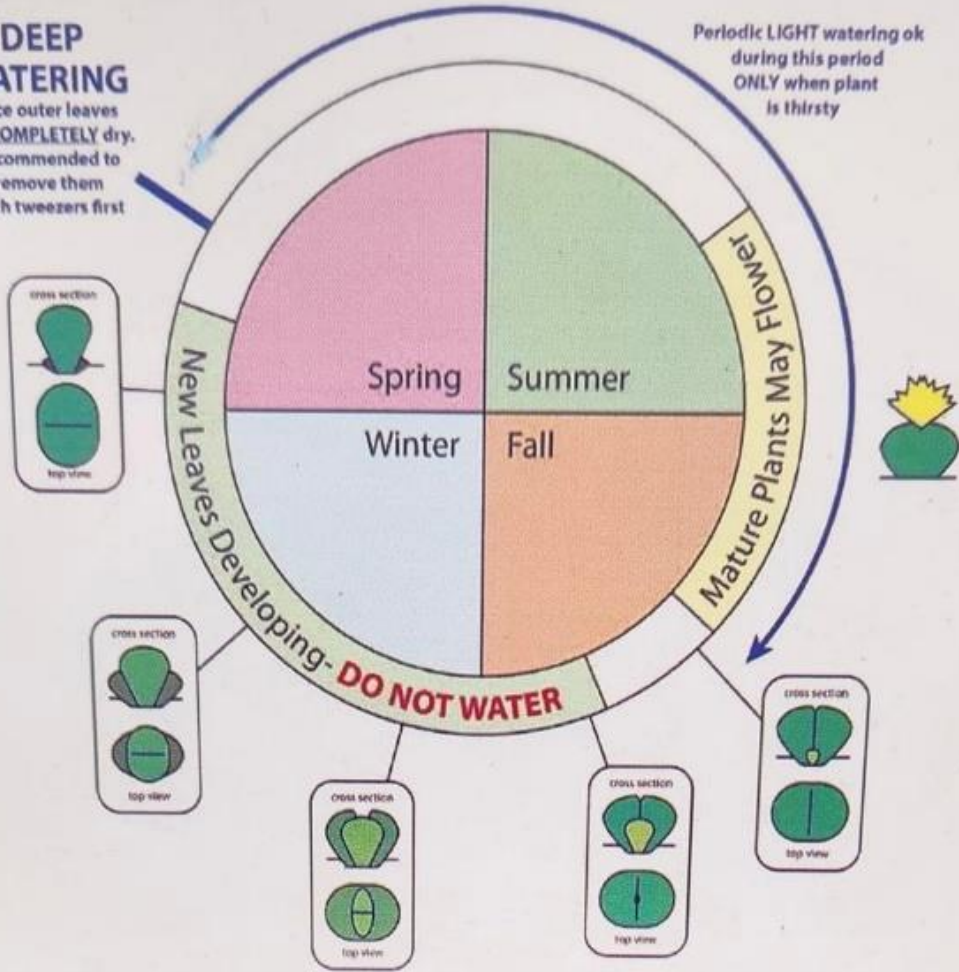 DEEP
ATERING
ce outer leaves
OMPLETELY dry.
commended to
emove them
h tweezers first
Periodic LIGHT watering ok
during this period
ONLY when plant
is thirsty
Spring
Summer
Winter
Fall
Mature Plants May Flower
New Leaves Developing- DO NOT WATER
cross section
top view
cross section
top view
cross section
top view
cross section
top view
cross section
top view